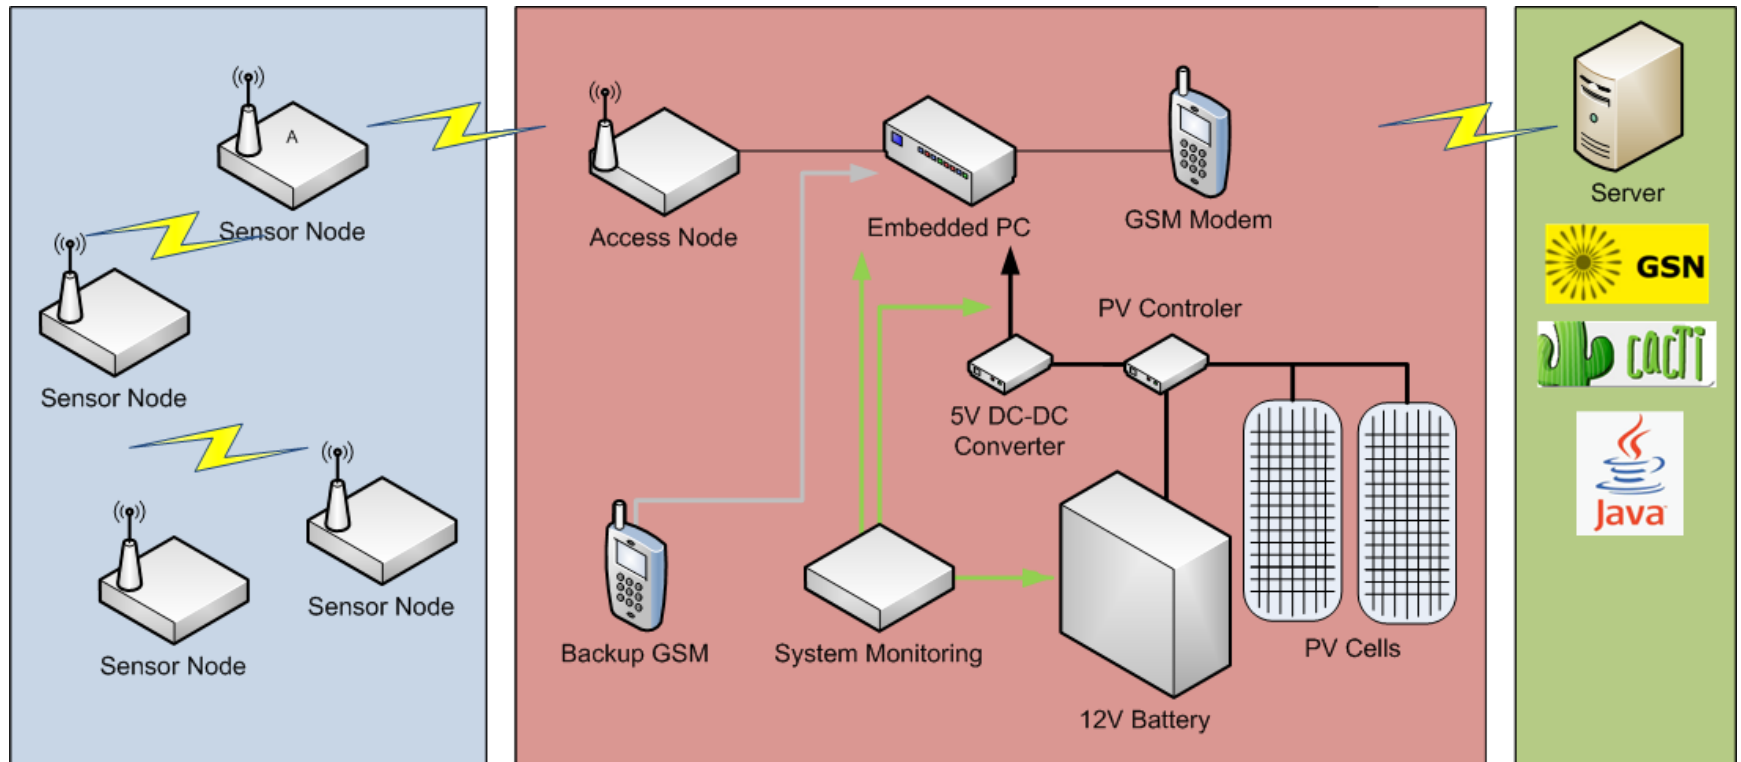 A
Sensor Node
Sensor Node
Sensor Node
Sensor Node
Access Node
Embedded PC
GSM Modem
PV Controler
5V DC-DC
Converter
Backup GSM
System Monitoring
12V Battery
PV Cells
Server
GSN
cacti
Java